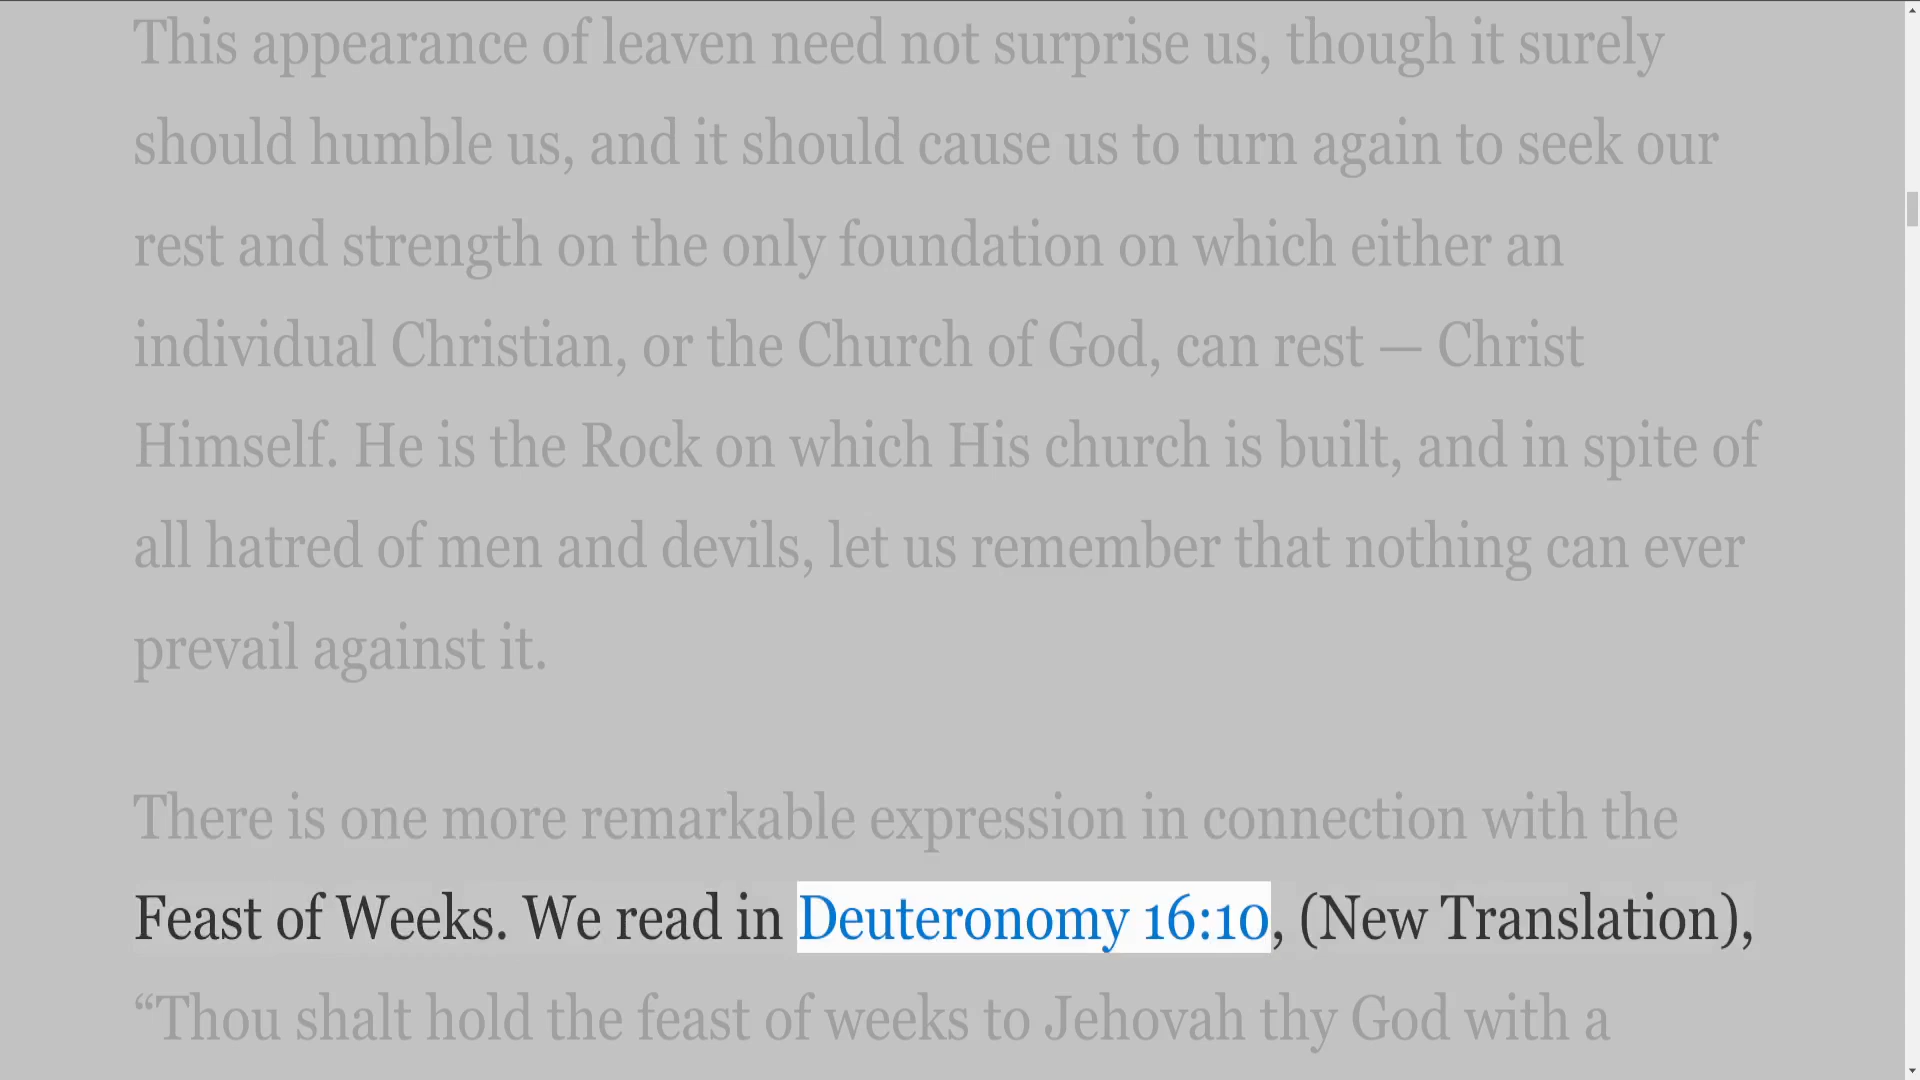 This appearance of leaven need not surprise us, though it surely
should humble us, and it should cause us to turn again to seek our
rest and strength on the only foundation on which either an
individual Christian, or the Church of God, can rest — Christ
Himself. He is the Rock on which His church is built, and in spite of
all hatred of men and devils, let us remember that nothing can ever
prevail against it.
There is one more remarkable expression in connection with the
Feast of Weeks. We read in Deuteronomy 16:10, (New Translation),
“Thou shalt hold the feast of weeks to Jehovah thy God with a